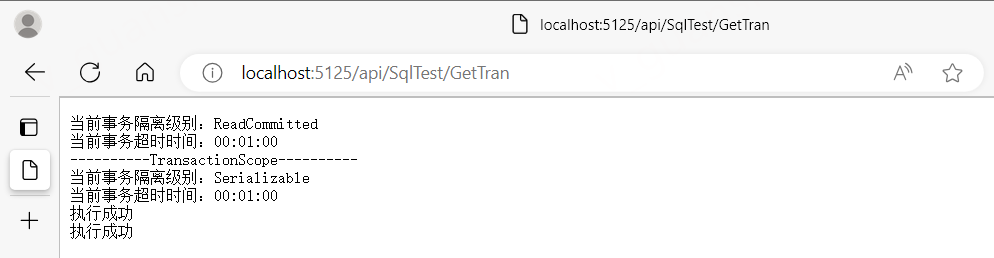 localhost:5125/api/SqlTest/GetTran
localhost:5125/api/SqlTest/GetTran
当前事务隔离级别：ReadCommitted
当前事务超时时间：00:01:00
----------TransactionScope----------
当前事务隔离级别：Serializable
当前事务超时时间：00:01:00
执行成功
执行成功